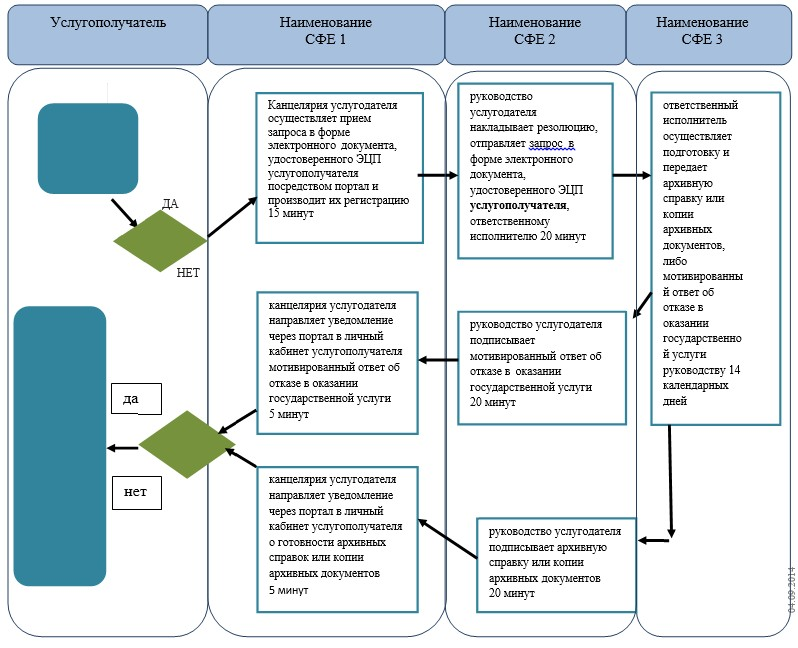 Услугополучатель
Наименование
СФЕ 1
Наименование
СФЕ 2
Наименование
СФЕ 3
Канцелярия услугодателя
осуществляет прием
запроса в форме
электронного документа,
удостоверенного ЭЦП
услугополучателя
посредством портал и
производит их регистрацию
15 минут
руководство
услугодателя
накладывает резолюцию,
отправляет запрос в
форме электронного
документа,
удостоверенного ЭЦП
услугополучателя,
ответственному
исполнителю 20 минут
ответственный
исполнитель
осуществляет
подготовку и
передает
архивную
справку или
копии
архивных
документов,
либо
мотивированны
й ответ об
отказе в
оказании
государственно
й услуги
руководству 14
календарных
дней
ДА
НЕТ
канцелярия услугодателя
направляет уведомление
через портал в личный
кабинет услугополучателя
мотивированный ответ об
отказе в оказании
государственной услуги
5 минут
руководство услугодателя
подписывает
мотивированный ответ об
отказе в оказании
государственной услуги
20 минут
да
нет
канцелярия услугодателя
направляет уведомление
через портал в личный
кабинет услугополучателя
о готовности архивных
справок или копии
архивных документов
5 минут
руководство услугодателя
подписывает архивную
справку или копии
архивных документов
20 минут
04.09.2014